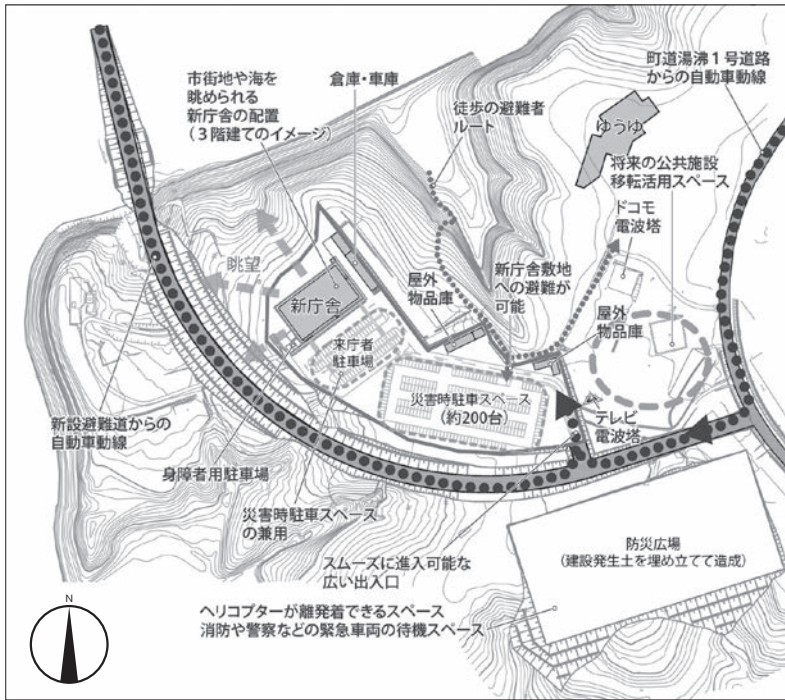 市街地や海を
眺められる
新庁舎の配置
（3階建てのイメージ）
倉庫・車庫
徒歩の避難者
ルート
町道湯沸1号道路
からの自動車動線
ゆうゆ
将来の公共施設
移転活用スペース
ドコモ
電波塔
眺望
新庁舎
屋外
物品庫
新庁舎敷地
への避難が
可能
屋外
物品庫
来庁者
駐車場
災害時駐車スペース
（約200台）
テレビ
電波塔
新設避難道からの
自動車動線
身障者用駐車場
災害時駐車スペース
の兼用
スムーズに進入可能な
広い出入口
防災広場
（建設発生土を埋め立てて造成）
ヘリコプターが離発着できるスペース
消防や警察などの緊急車両の待機スペース
N